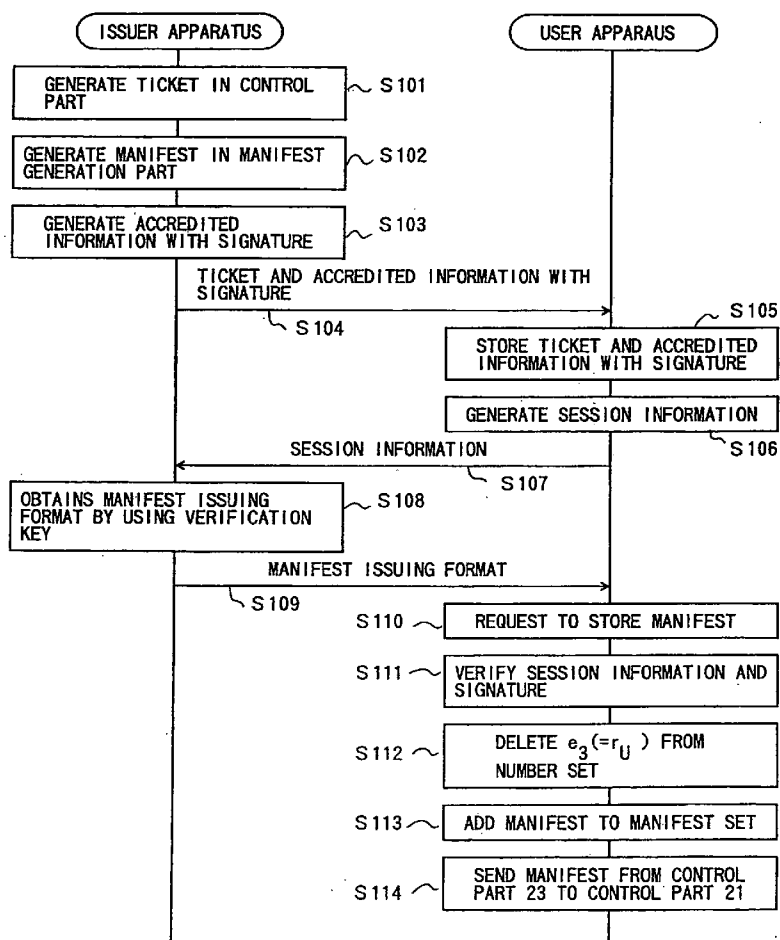 ISSUER APPARATUS
USER APPARAUS
GENERATE TICKET IN CONTROL
PART
S101
GENERATE MANIFEST IN MANIFEST
GENERATION PART
S102
GENERATE ACCREDITED
INFORMATION WITH SIGNATURE
S103
TICKET AND ACCREDITED INFORMATION WITH
SIGNATURE
S104
S105
STORE TICKET AND ACCREDITED
INFORMATION WITH SIGNATURE
GENERATE SESSION INFORMATION
S106
SESSION INFORMATION
S107
OBTAINS MANIFEST ISSUING
FORMAT BY USING VERIFICATION
KEY
S108
MANIFEST ISSUING FORMAT
S109
S110
REQUEST TO STORE MANIFEST
S111
VERIFY SESSION INFORMATION AND
SIGNATURE
S112
DELETE e3(=rU ) FROM
NUMBER SET
S113
ADD MANIFEST TO MANIFEST SET
S114
SEND MANIFEST FROM CONTROL
PART 23 TO CONTROL PART 21